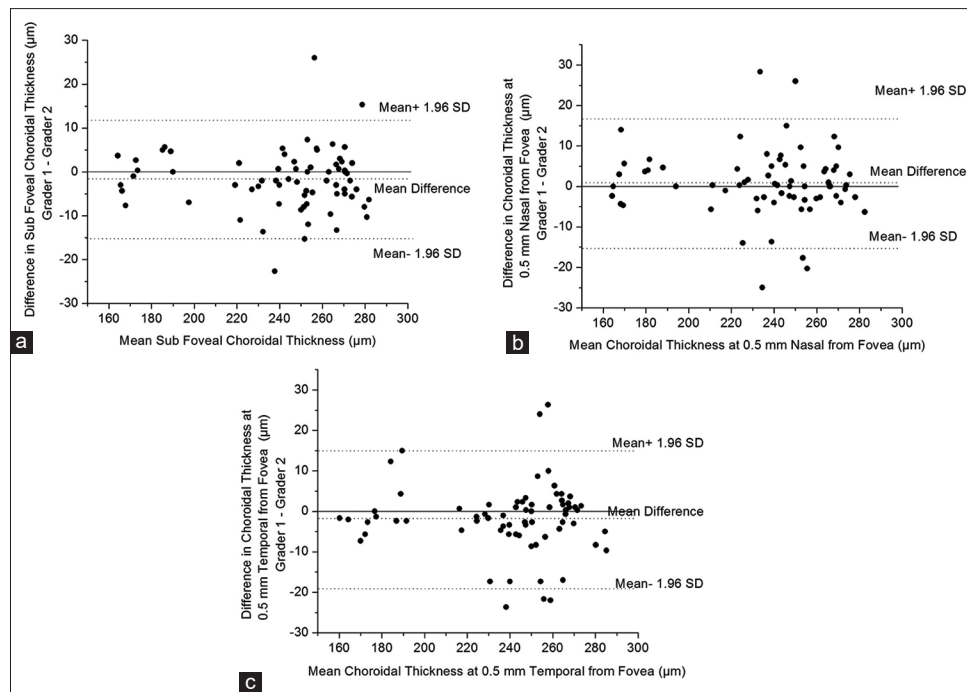 Difference in Sub Foveal Choroidal Thickness (µm)
Grader 1 - Grader 2
30
20
10
0
-10
-20
-30
Mean+ 1.96 SD
Mean Difference
Mean- 1.96 SD
160 180 200 220 240 260 280 300
Mean Sub Foveal Choroidal Thickness (µm)
a
Difference in Choroidal Thickness at
0.5 mm Nasal from Fovea (µm)
Grader 1 - Grader 2
30
20
10
0
-10
-20
-30
Mean+ 1.96 SD
Mean Difference
Mean- 1.96 SD
160 180 200 220 240 260 280 300
Mean Choroidal Thickness at 0.5 mm Nasal from Fovea (µm)
b
Difference in Choroidal Thickness at
0.5 mm Temporal from Fovea (µm)
Grader 1 - Grader 2
30
20
10
0
-10
-20
-30
Mean+ 1.96 SD
Mean Difference
Mean- 1.96 SD
160 180 200 220 240 260 280 300
Mean Choroidal Thickness at 0.5 mm Temporal from Fovea (µm)
c